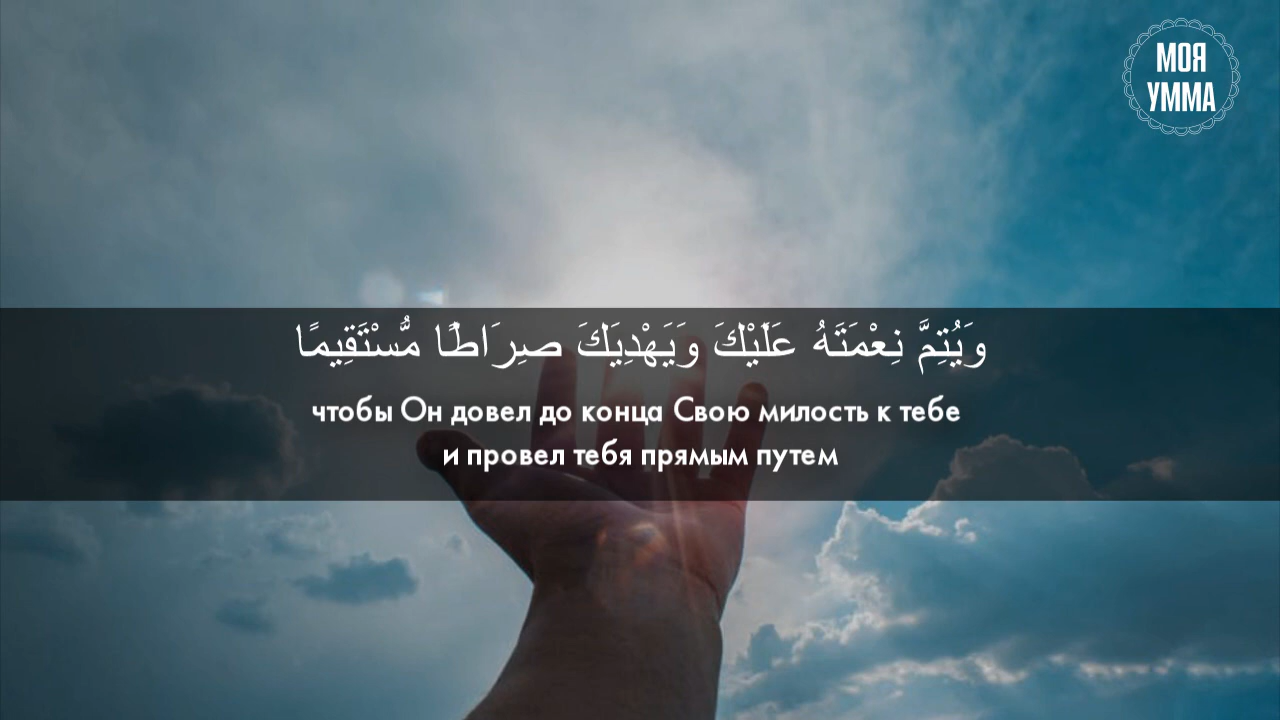 МОЯ
УММА
وَيُتِمَّ نِعْمَتَهُ عَلَيْكَ وَيَهْدِيَكَ صِرَاطًا مُّسْتَقِيمًا
чтобы Он довел до конца Свою милость к тебе
и провел тебя прямым путем